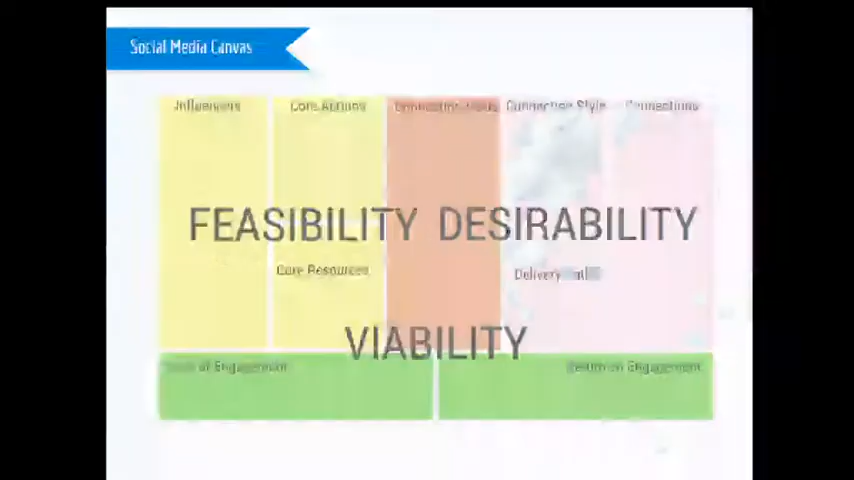 Social Media Canvas
Influencers
Core Actions
Connection Style
Connections
FEASIBILITY DESIRABILITY
Core Resources
Delivery
VIABILITY
of Engagement
Return on Engagement